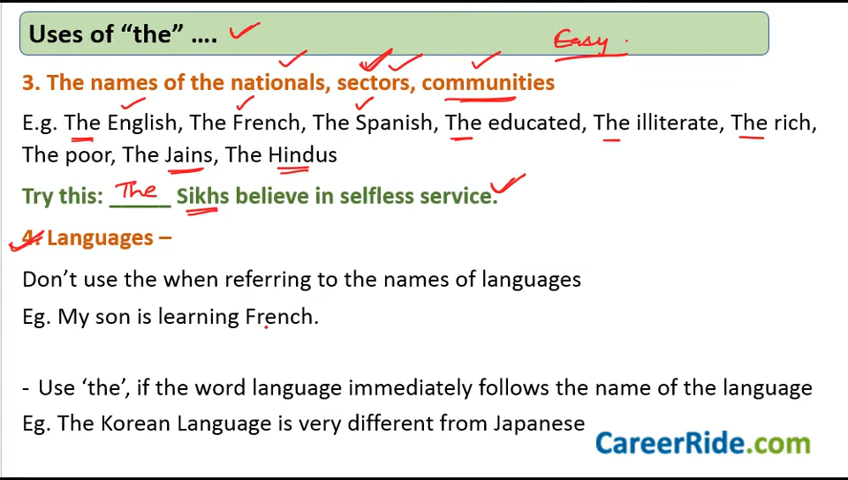 Uses of “the” ....
Easy.
3. The names of the nationals, sectors, communities
E.g. The English, The French, The Spanish, The educated, The illiterate, The rich,
The poor, The Jains, The Hindus
Try this: The Sikhs believe in selfless service.
4. Languages –
Don’t use the when referring to the names of languages
Eg. My son is learning French.
- Use ‘the’, if the word language immediately follows the name of the language
Eg. The Korean Language is very different from Japanese
CareerRide.com